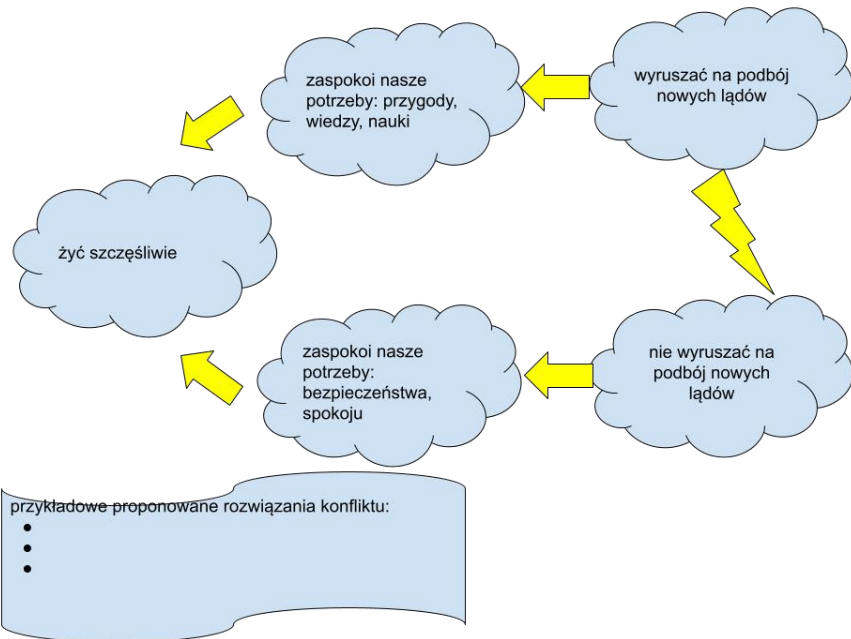 zaspokoi nasze
potrzeby: przygody,
wiedzy, nauki
wyruszać na podbój
nowych lądów
żyć szczęśliwie
zaspokoi nasze
potrzeby:
bezpieczeństwa,
spokoju
nie wyruszać na
podbój nowych
lądów
przykładowe proponowane rozwiązania konfliktu: